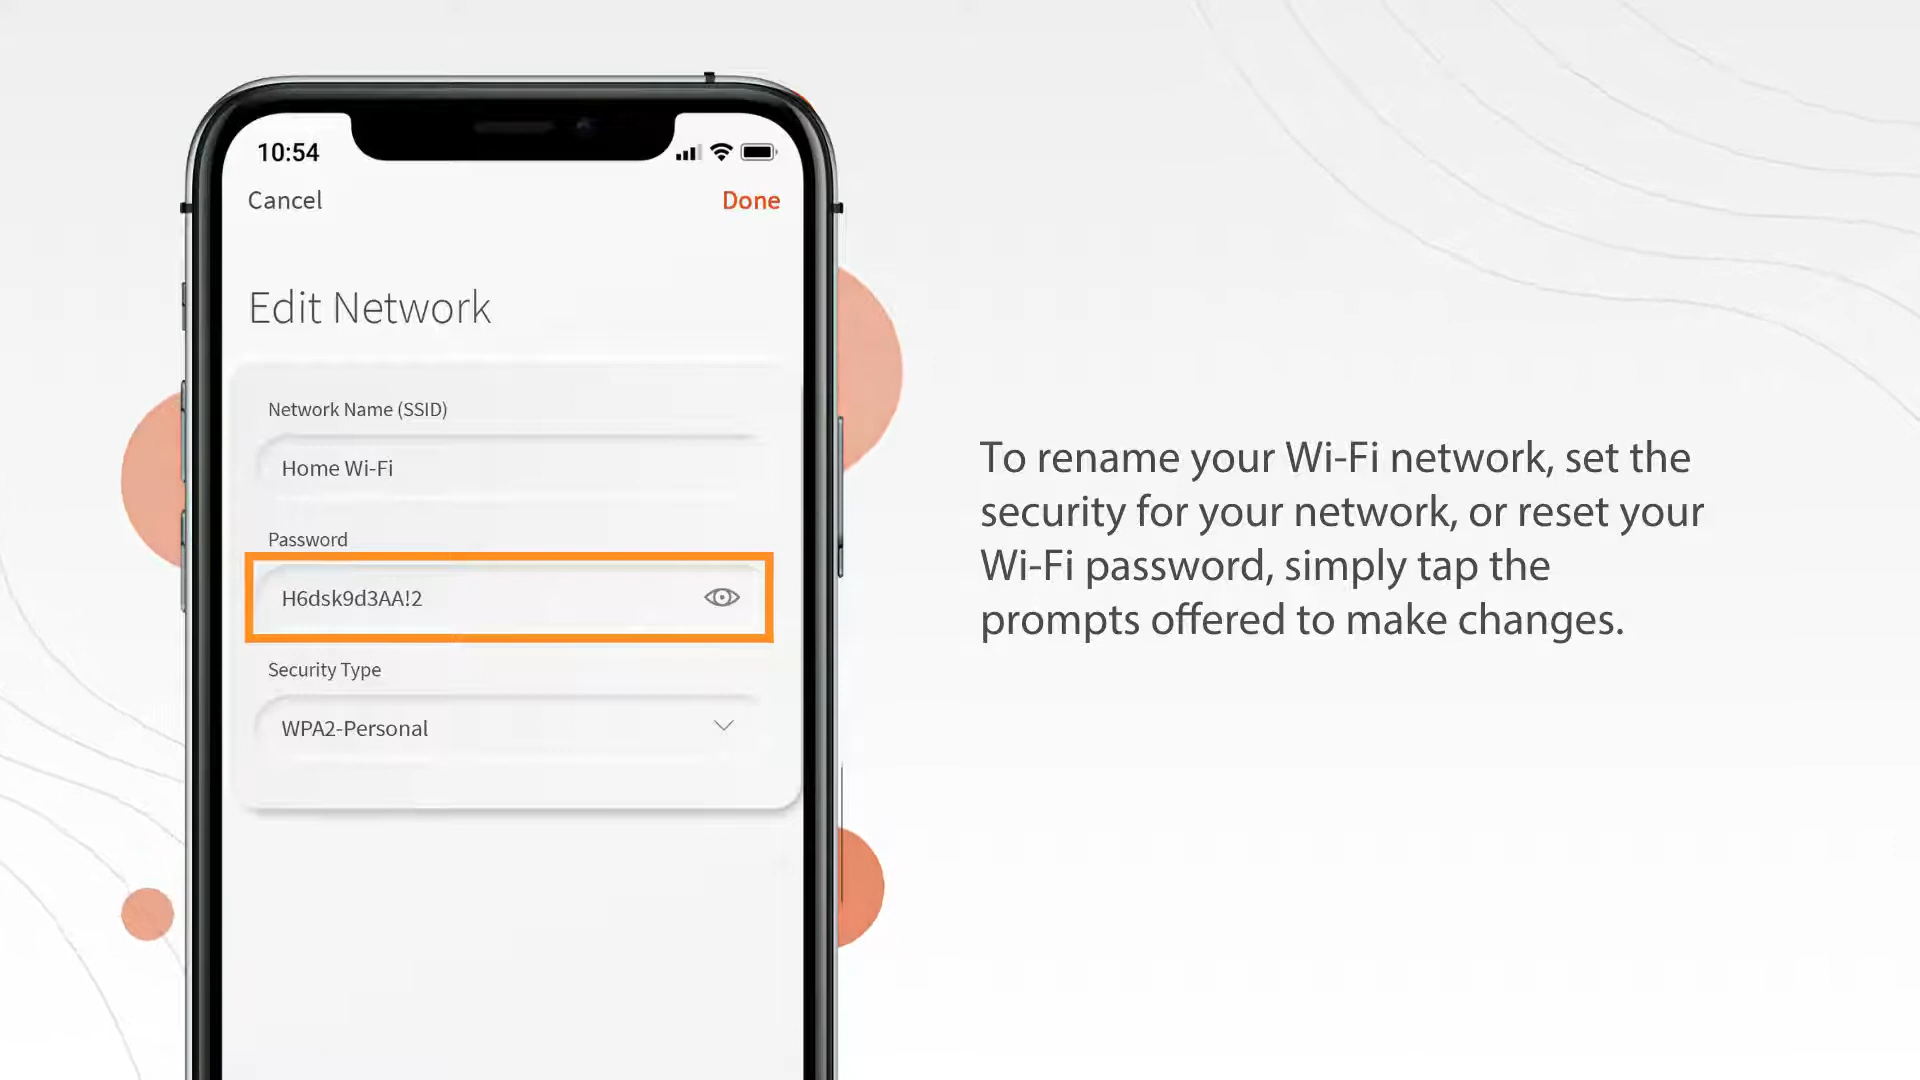 10:54
Cancel
Done
Edit Network
Network Name (SSID)
Home Wi-Fi
Password
H6dsk9d3AA!2
Security Type
WPA2-Personal
To rename your Wi-Fi network, set the
security for your network, or reset your
Wi-Fi password, simply tap the
prompts offered to make changes.